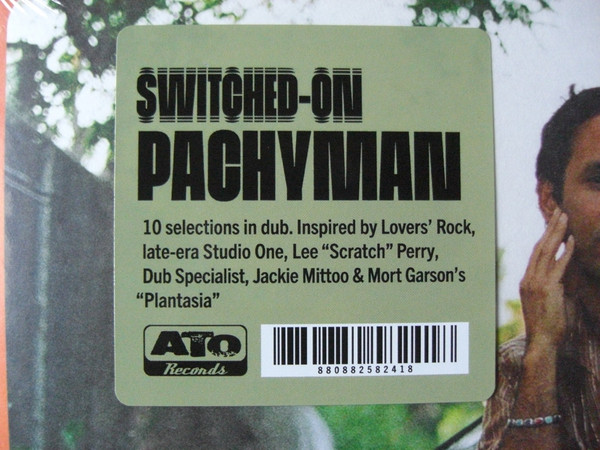 SWITCHED-ON
PACHYMAN
10 selections in dub. Inspired by Lovers' Rock,
late-era Studio One, Lee “Scratch” Perry,
Dub Specialist, Jackie Mittoo & Mort Garson's
“Plantasia”
ATO
Records
880882582418